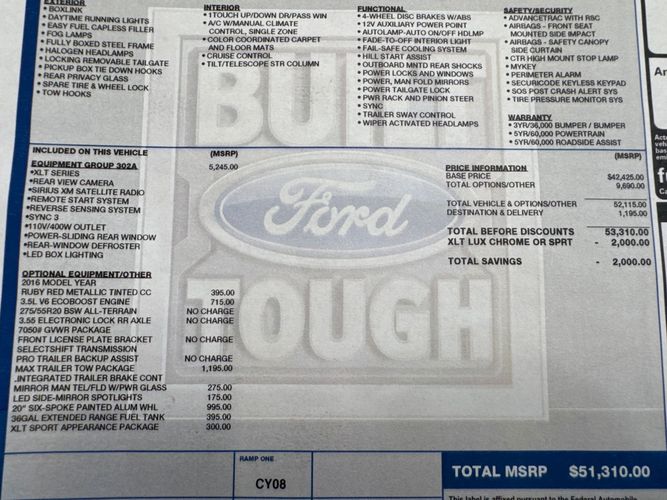 EXTERIOR
• BOXLINK
• DAYTIME RUNNING LIGHTS
• EASY FUEL CAPLESS FILLER
• FOG LAMPS
• FULLY BOXED STEEL FRAME
• HALOGEN HEADLAMPS
• LOCKING REMOVABLE TAILGATE
• PICKUP BOX TIE DOWN HOOKS
• REAR PRIVACY GLASS
• SPARE TIRE & WHEEL LOCK
• TOW HOOKS
INTERIOR
• 1TOUCH UP/DOWN DR/PASS WIN
• A/C W/MANUAL CLIMATE
CONTROL, SINGLE ZONE
• COLOR COORDINATED CARPET
AND FLOOR MATS
• CRUISE CONTROL
• TILT/TELESCOPE STR COLUMN
FUNCTIONAL
• 4-WHEEL DISC BRAKES W/ABS
• 12V AUXILIARY POWER POINT
• AUTOLAMP-AUTO ON/OFF HDLMP
• FADE-TO-OFF INTERIOR LIGHT
• FAIL-SAFE COOLING SYSTEM
• HILL START ASSIST
• OUTBOARD MNTD REAR SHOCKS
• POWER LOCKS AND WINDOWS
• POWER, MAN FOLD MIRRORS
• POWER TAILGATE LOCK
• PWR RACK AND PINION STEER
• SYNC
• TRAILER SWAY CONTROL
• WIPER ACTIVATED HEADLAMPS
SAFETY/SECURITY
• ADVANCETRAC WITH RSC
• AIRBAGS - FRONT SEAT
MOUNTED SIDE IMPACT
• AIRBAGS - SAFETY CANOPY
SIDE CURTAIN
• CTR HIGH MOUNT STOP LAMP
• MYKEY
• PERIMETER ALARM
• SECURICODE KEYLESS KEYPAD
• SOS POST CRASH ALERT SYS
• TIRE PRESSURE MONITOR SYS
WARRANTY
• 3YR/36,000 BUMPER / BUMPER
• 5YR/60,000 POWERTRAIN
• 5YR/60,000 ROADSIDE ASSIST
BUILT
Ford
TOUGH
INCLUDED ON THIS VEHICLE (MSRP)
EQUIPMENT GROUP 302A 5,245.00
• XLT SERIES
• REAR VIEW CAMERA
• SIRIUS XM SATELLITE RADIO
• REMOTE START SYSTEM
• REVERSE SENSING SYSTEM
• SYNC 3
• 110V/400W OUTLET
• POWER-SLIDING REAR WINDOW
• REAR-WINDOW DEFROSTER
• LED BOX LIGHTING
OPTIONAL EQUIPMENT/OTHER
2016 MODEL YEAR
RUBY RED METALLIC TINTED CC 395.00
3.5L V6 ECOBOOST ENGINE 715.00
275/55R20 BSW ALL-TERRAIN NO CHARGE
3.55 ELECTRONIC LOCK RR AXLE NO CHARGE
7050# GVWR PACKAGE
FRONT LICENSE PLATE BRACKET NO CHARGE
SELECTSHIFT TRANSMISSION
PRO TRAILER BACKUP ASSIST NO CHARGE
MAX TRAILER TOW PACKAGE 1,195.00
.INTEGRATED TRAILER BRAKE CONT
MIRROR MAN TEL/FLD W/PWR GLASS 275.00
LED SIDE-MIRROR SPOTLIGHTS 175.00
20" SIX-SPOKE PAINTED ALUM WHL 995.00
36GAL EXTENDED RANGE FUEL TANK 395.00
XLT SPORT APPEARANCE PACKAGE 300.00
(MSRP)
PRICE INFORMATION
BASE PRICE $42,425.00
TOTAL OPTIONS/OTHER 9,690.00
TOTAL VEHICLE & OPTIONS/OTHER 52,115.00
DESTINATION & DELIVERY 1,195.00
TOTAL BEFORE DISCOUNTS 53,310.00
XLT LUX CHROME OR SPRT - 2,000.00
TOTAL SAVINGS - 2,000.00
RAMP ONE
CY08
TOTAL MSRP $51,310.00
This label is affixed pursuant to the Federal Automobile